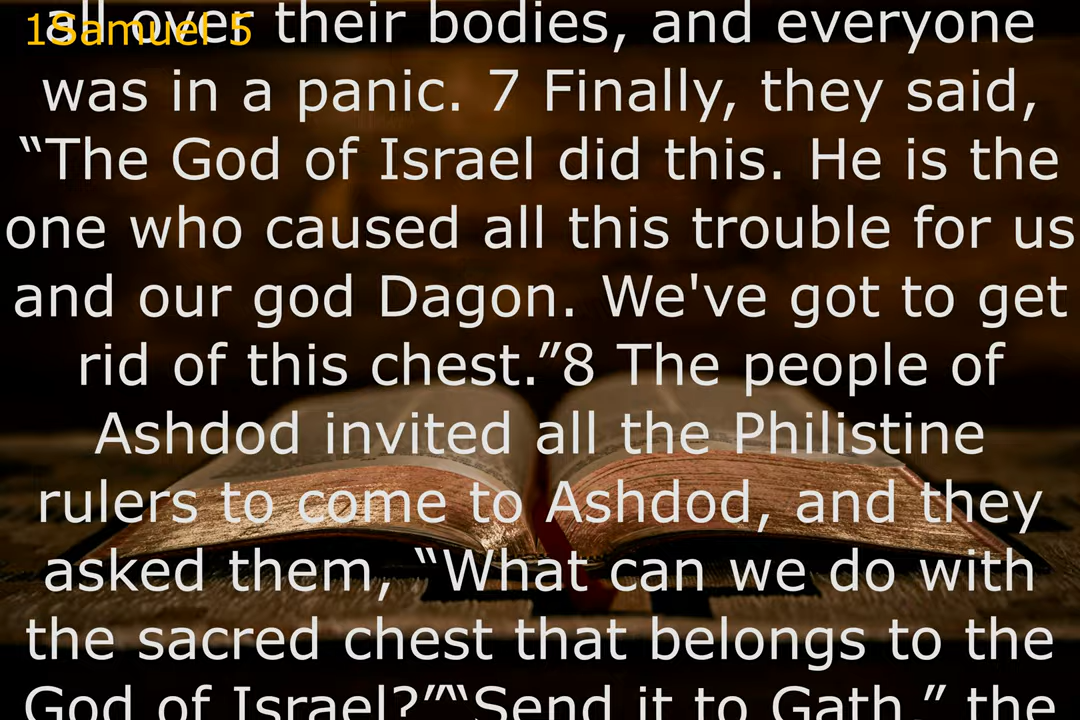 1Samuel 5
all over their bodies, and everyone
was in a panic. 7 Finally, they said,
“The God of Israel did this. He is the
one who caused all this trouble for us
and our god Dagon. We've got to get
rid of this chest.”8 The people of
Ashdod invited all the Philistine
rulers to come to Ashdod, and they
asked them, “What can we do with
the sacred chest that belongs to the
God of Israel?”“Send it to Gath,” the